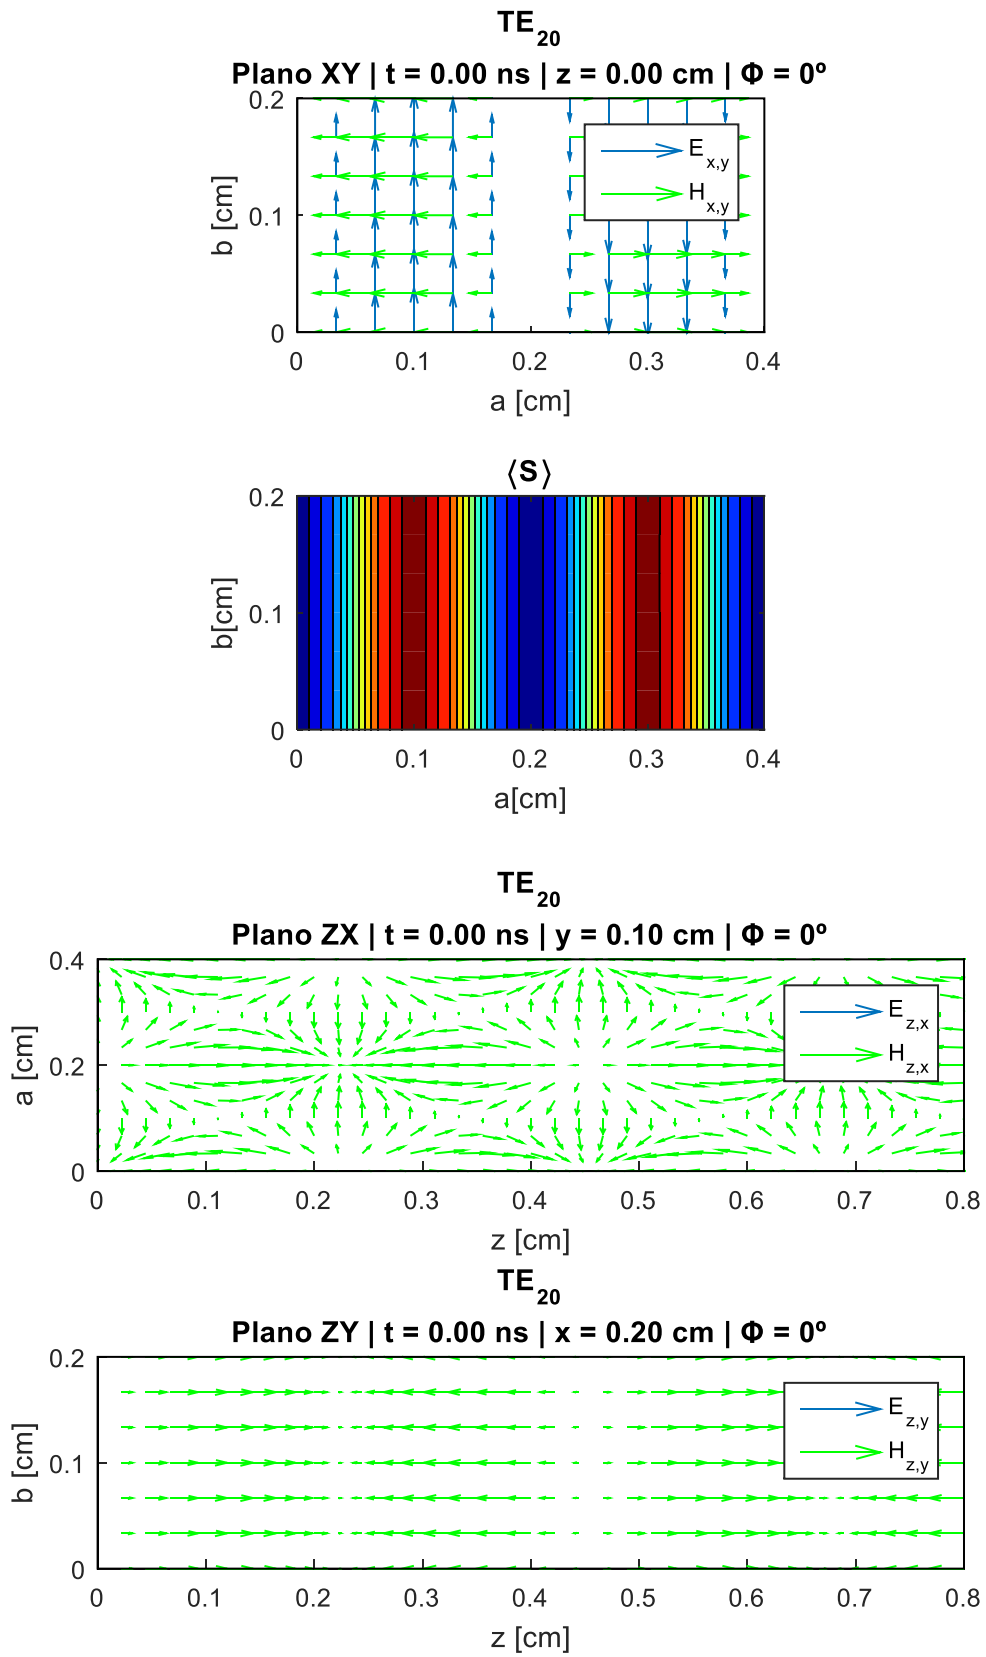 TE20
Plano XY | t = 0.00 ns | z = 0.00 cm | Φ = 0º
0.2
0.1
0
b [cm]
Ex,y
Hx,y
0 0.1 0.2 0.3 0.4
a [cm]
⟨S⟩
0.2
0.1
0
b[cm]
0 0.1 0.2 0.3 0.4
a[cm]
TE20
Plano ZX | t = 0.00 ns | y = 0.10 cm | Φ = 0º
0.4
0.2
0
a [cm]
Ez,x
Hz,x
0 0.1 0.2 0.3 0.4 0.5 0.6 0.7 0.8
z [cm]
TE20
Plano ZY | t = 0.00 ns | x = 0.20 cm | Φ = 0º
0.2
0.1
0
b [cm]
Ez,y
Hz,y
0 0.1 0.2 0.3 0.4 0.5 0.6 0.7 0.8
z [cm]